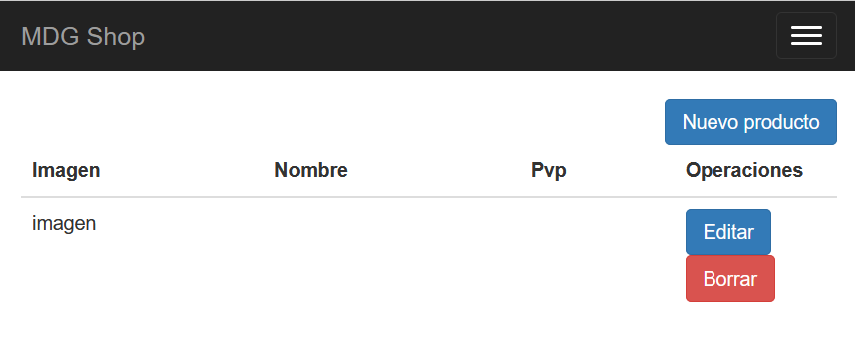 MDG Shop
Nuevo producto
Imagen Nombre Pvp Operaciones
imagen Editar
Borrar